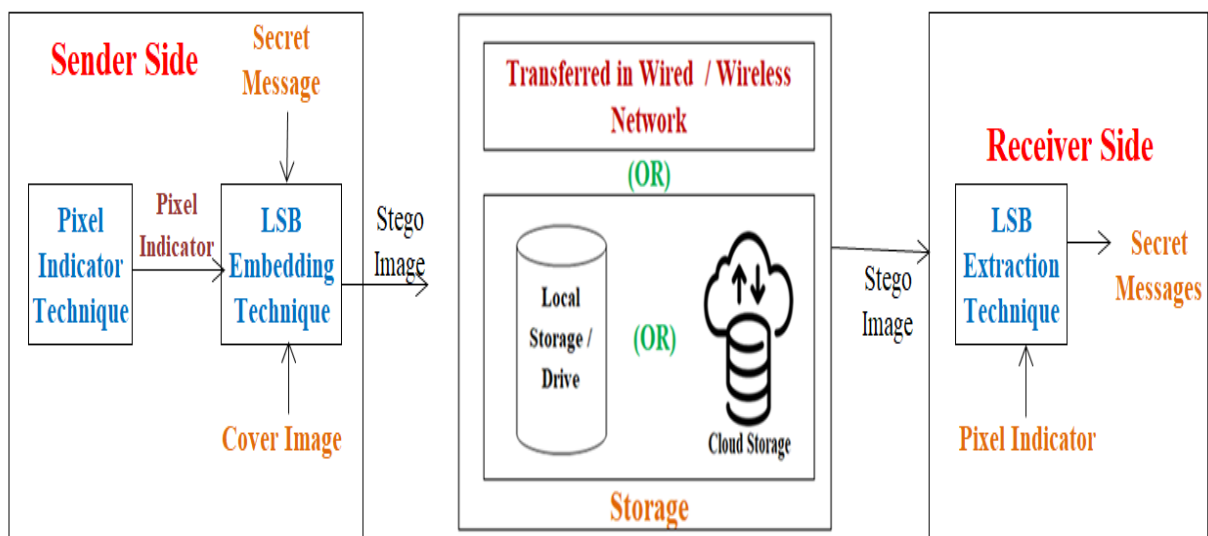 Sender Side
Secret
Message
Pixel
Indicator
Technique
Pixel
Indicator
LSB
Embedding
Technique
Cover Image
Stego
Image
Transferred in Wired / Wireless
Network
(OR)
Local
Storage /
Drive
(OR)
Cloud Storage
Storage
Stego
Image
Receiver Side
LSB
Extraction
Technique
Secret
Messages
Pixel Indicator